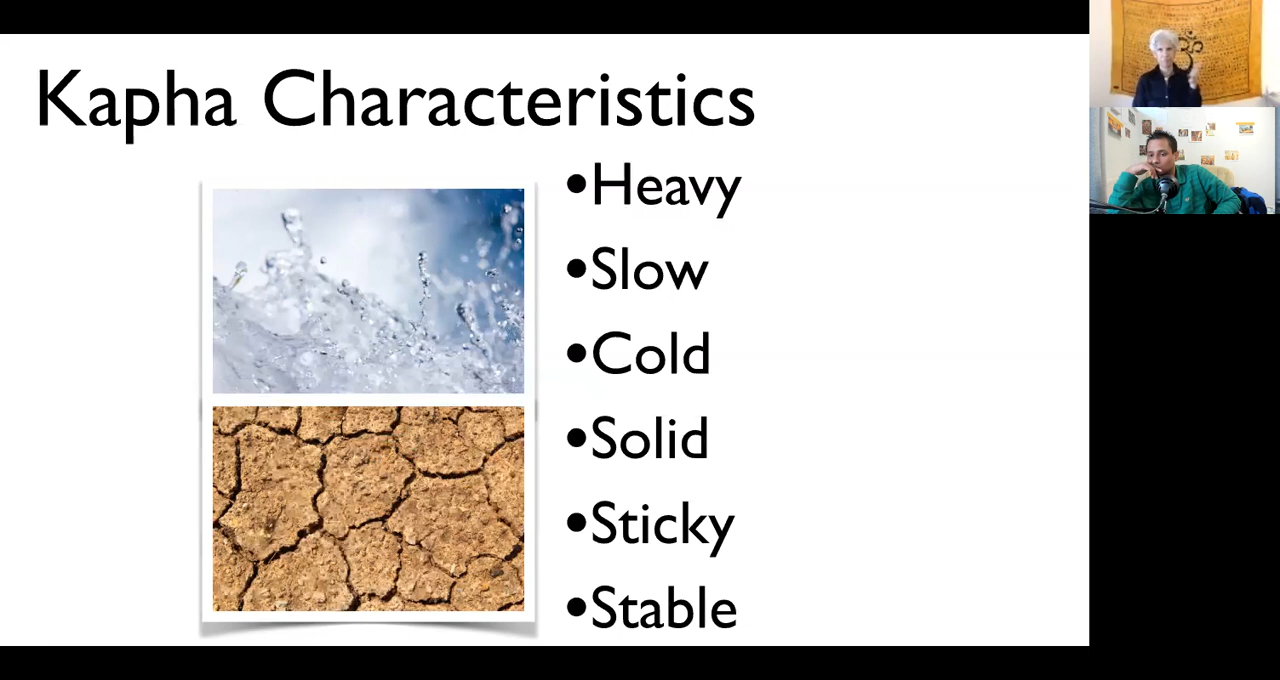 Kapha Characteristics
•Heavy
•Slow
•Cold
•Solid
•Sticky
•Stable
ॐ